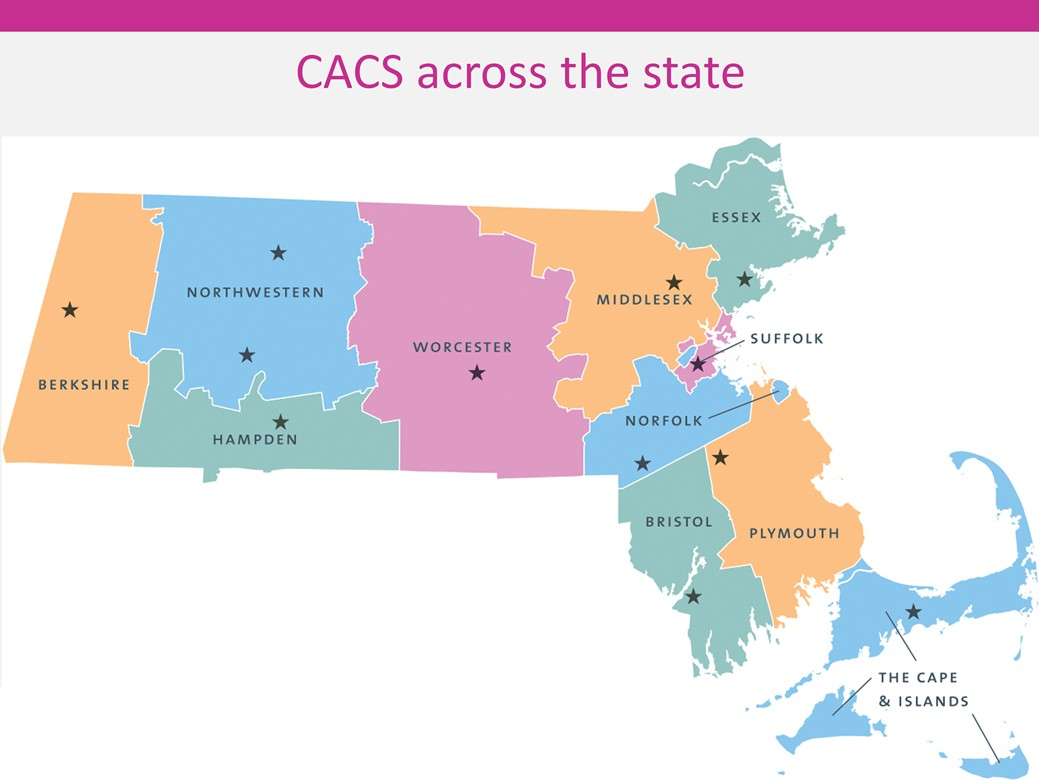 CACS across the state
ESSEX
NORTHWESTERN
MIDDLESEX
SUFFOLK
WORCESTER
BERKSHIRE
NORFOLK
HAMPDEN
BRISTOL
PLYMOUTH
THE CAPE
& ISLANDS